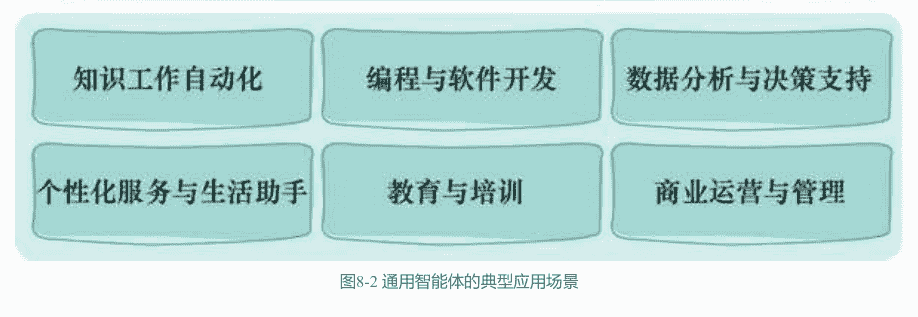 知识工作自动化
编程与软件开发
数据分析与决策支持
个性化服务与生活助手
教育与培训
商业运营与管理
图8-2 通用智能体的典型应用场景